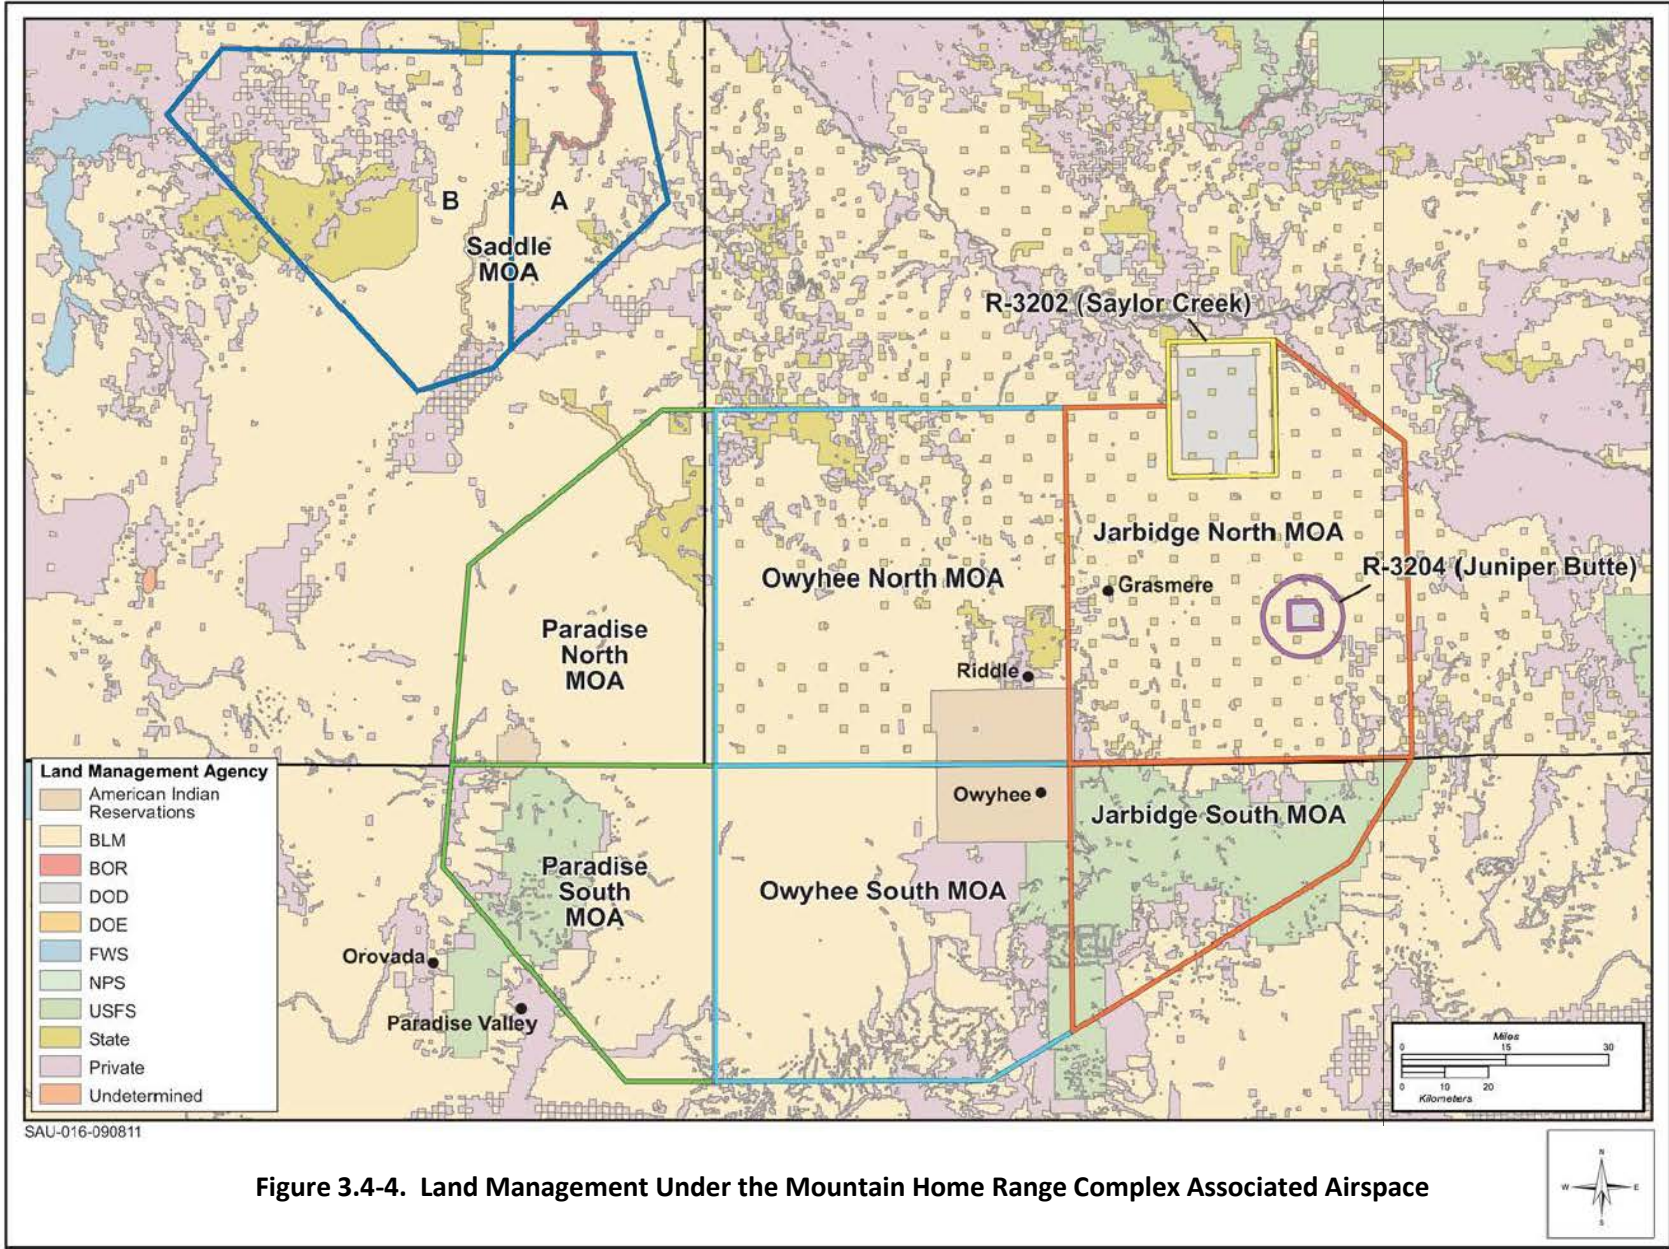 B
A
Saddle
MOA
R-3202 (Saylor Creek)
Jarbidge North MOA
R-3204 (Juniper Butte)
Owyhee North MOA
Grasmere
Paradise
North
MOA
Riddle
Land Management Agency
American Indian
Reservations
BLM
BOR
DOD
DOE
FWS
NPS
USFS
State
Private
Undetermined
Owyhee
Jarbidge South MOA
Paradise
South
MOA
Owyhee South MOA
Orovada
Paradise Valley
Miles
0 15 30
0 10 20
Kilometers
SAU-016-090811
Figure 3.4-4. Land Management Under the Mountain Home Range Complex Associated Airspace
N
W E
S